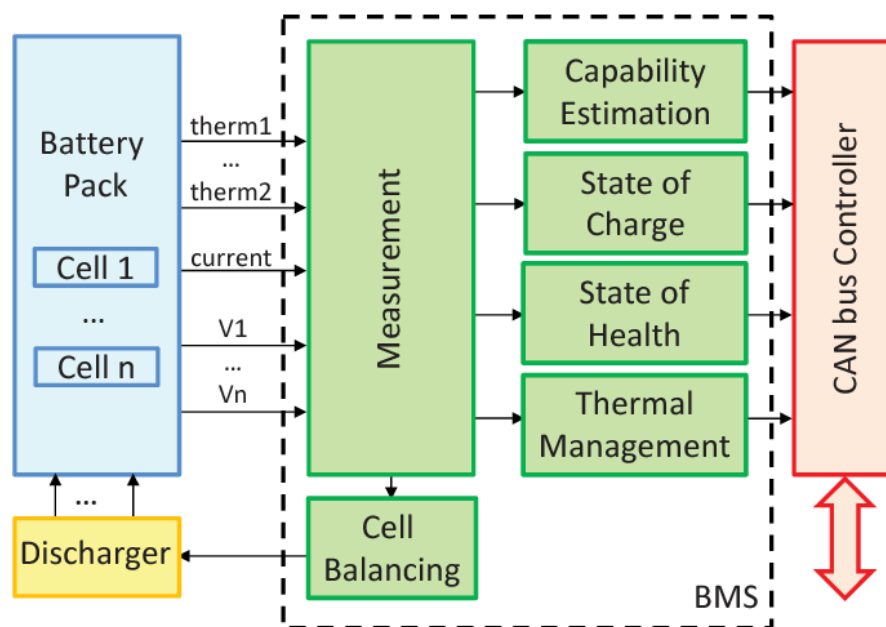 Battery
Pack
Cell 1
...
Cell n
therm1
...
therm2
current
V1
...
Vn
Measurement
Capability
Estimation
State of
Charge
State of
Health
Thermal
Management
CAN bus Controller
...
Discharger
Cell
Balancing
BMS